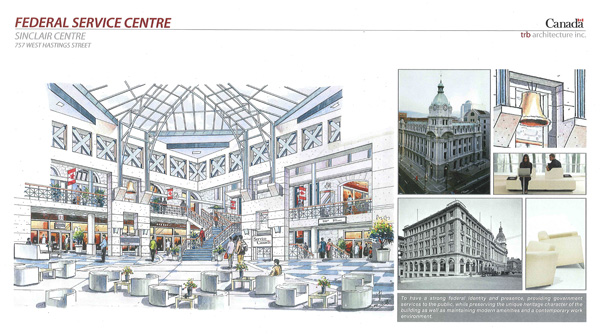 FEDERAL SERVICE CENTRE
SINCLAIR CENTRE
757 WEST HASTINGS STREET
Canada
trb architecture inc.
Service
To have a strong federal identity and presence, providing government
services to the public, while preserving the unique heritage character of the
building as well as maintaining modern amenities and a contemporary work
environment.